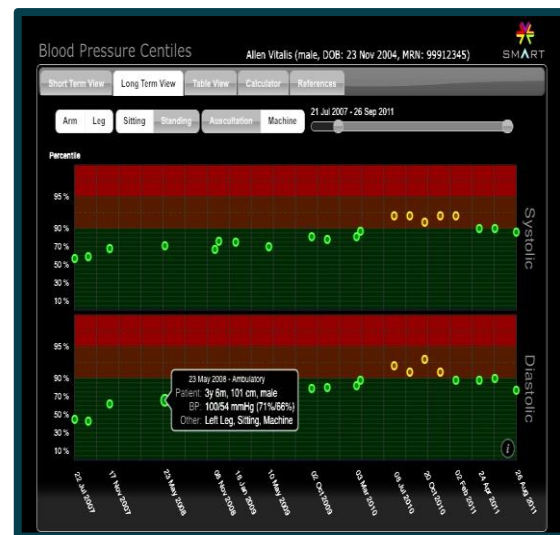 SMART
Blood Pressure Centiles
Allen Vitalis (male, DOB: 23 Nov 2004, MRN: 99912345)
Short Term View Long Term View Table View Calculator References
Arm Leg Sitting Standing Auscultation Machine
21 Jul 2007 - 26 Sep 2011
Percentile
95 %
90 %
70 %
50 %
30 %
10 %
Systolic
95 %
90 %
70 %
50 %
30 %
10 %
Diastolic
23 May 2008 - Ambulatory
Patient: 3y 6m, 101 cm, male
BP: 100/54 mmHg (71%/66%)
Other: Left Leg, Sitting, Machine
i
22 Jul 2007
17 Nov 2007
23 May 2008
08 Nov 2008
16 Jan 2009
10 May 2009
02 Oct 2009
03 Mar 2010
06 Jul 2010
20 Oct 2010
02 Feb 2011
24 Apr 2011
26 Aug 2011